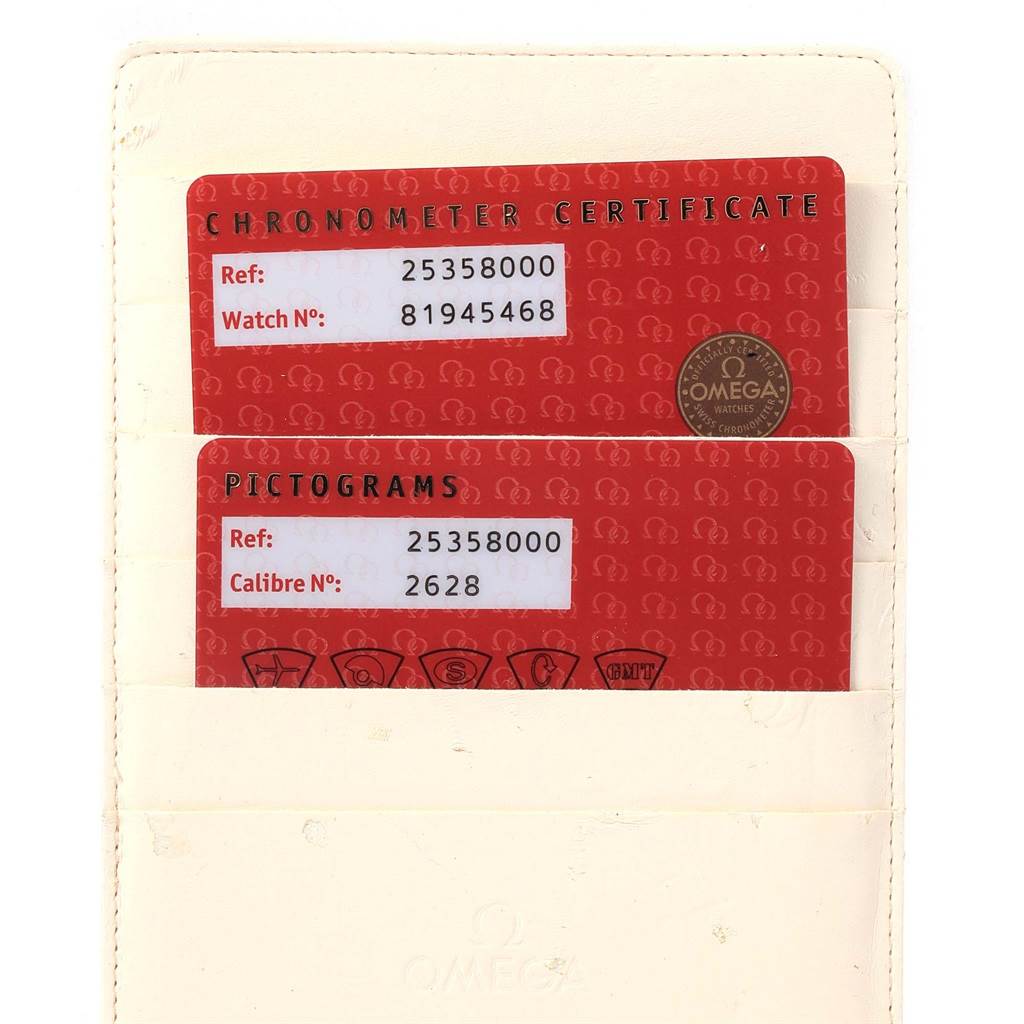 CHRONOMETER CERTIFICATE
Ref: 25358000
Watch Nº: 81945468
OFFICIALLY CERTIFIED
Ω
OMEGA
WATCHES
SWISS CHRONOMETER
PICTOGRAMS
Ref: 25358000
Calibre Nº: 2628
S GMT
Ω
OMEGA